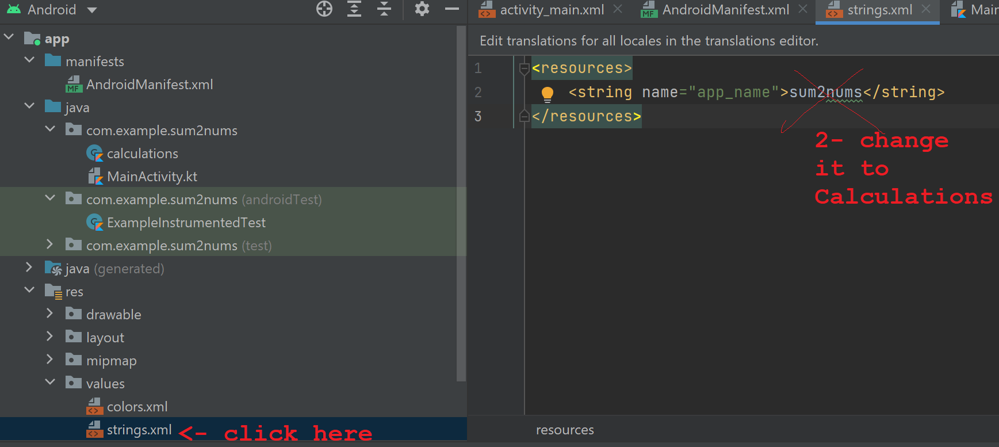 Android
activity_main.xml
AndroidManifest.xml
strings.xml
Main
app
manifests
MF AndroidManifest.xml
java
com.example.sum2nums
calculations
MainActivity.kt
com.example.sum2nums (androidTest)
ExampleInstrumentedTest
com.example.sum2nums (test)
java (generated)
res
drawable
layout
mipmap
values
colors.xml
strings.xml <- click here
Edit translations for all locales in the translations editor.
1 <resources>
2 <string name="app_name">sum2nums</string>
3 </resources>
2- change
it to
Calculations
resources